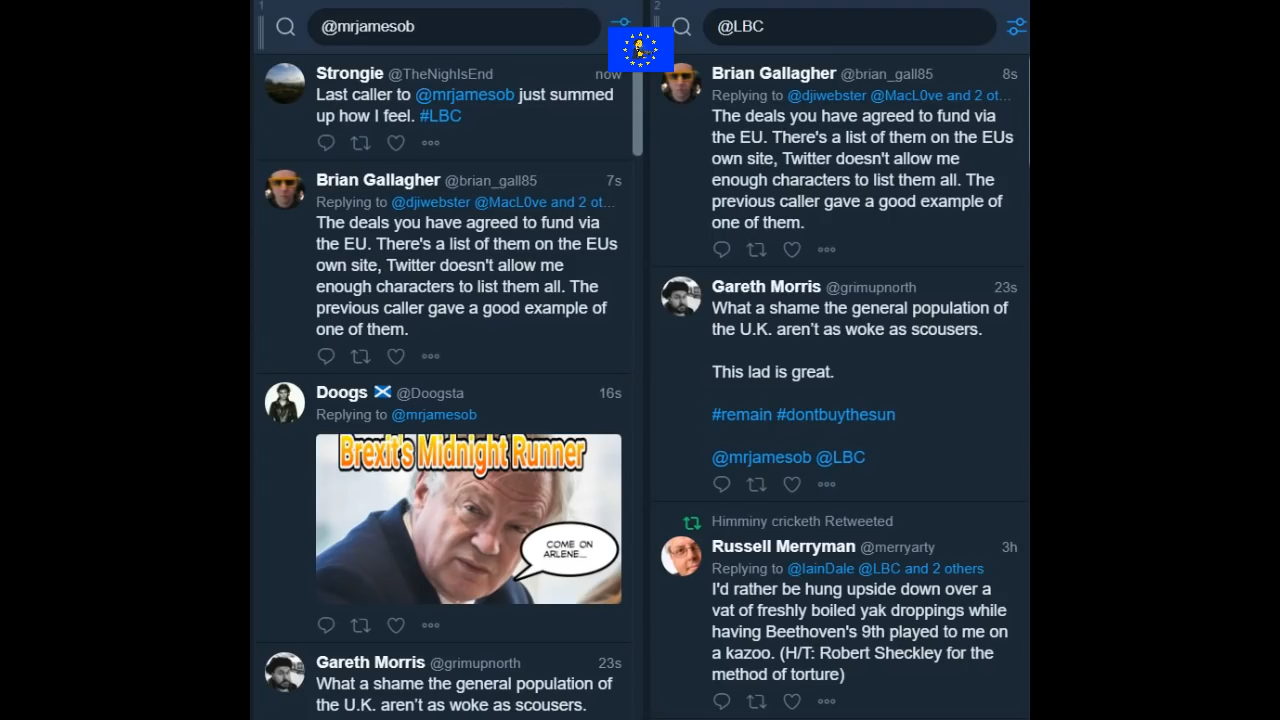 1
@mrjamesob
Strongie @TheNighIsEnd now
Last caller to @mrjamesob just summed
up how I feel. #LBC
Brian Gallagher @brian_gall85 7s
Replying to @djiwebster @MacL0ve and 2 ot...
The deals you have agreed to fund via
the EU. There's a list of them on the EUs
own site, Twitter doesn't allow me
enough characters to list them all. The
previous caller gave a good example of
one of them.
Doogs @Doogsta 16s
Replying to @mrjamesob
Brexit's Midnight Runner
COME ON
ARLENE...
Gareth Morris @grimupnorth 23s
What a shame the general population of
the U.K. aren't as woke as scousers.
2
@LBC
Brian Gallagher @brian_gall85 8s
Replying to @djiwebster @MacL0ve and 2 ot...
The deals you have agreed to fund via
the EU. There's a list of them on the EUs
own site, Twitter doesn't allow me
enough characters to list them all. The
previous caller gave a good example of
one of them.
Gareth Morris @grimupnorth 23s
What a shame the general population of
the U.K. aren't as woke as scousers.
This lad is great.
#remain #dontbuythesun
@mrjamesob @LBC
Himminy cricketh Retweeted
Russell Merryman @merryarty 3h
Replying to @IainDale @LBC and 2 others
I'd rather be hung upside down over a
vat of freshly boiled yak droppings while
having Beethoven's 9th played to me on
a kazoo. (H/T: Robert Sheckley for the
method of torture)